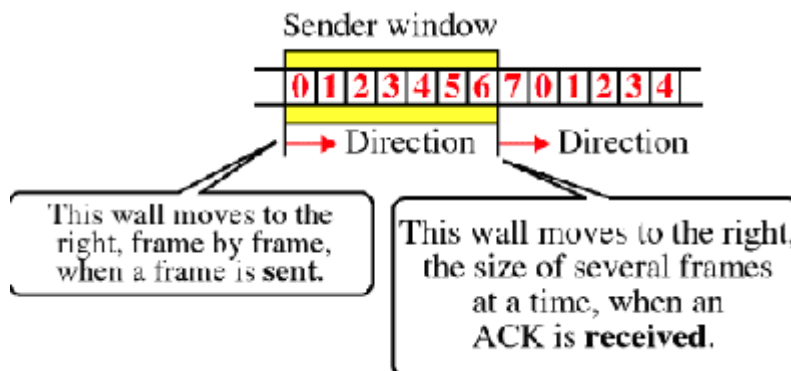 Sender window
0 1 2 3 4 5 6 7 0 1 2 3 4
Direction Direction
This wall moves to the
right, frame by frame,
when a frame is sent.
This wall moves to the right,
the size of several frames
at a time, when an
ACK is received.